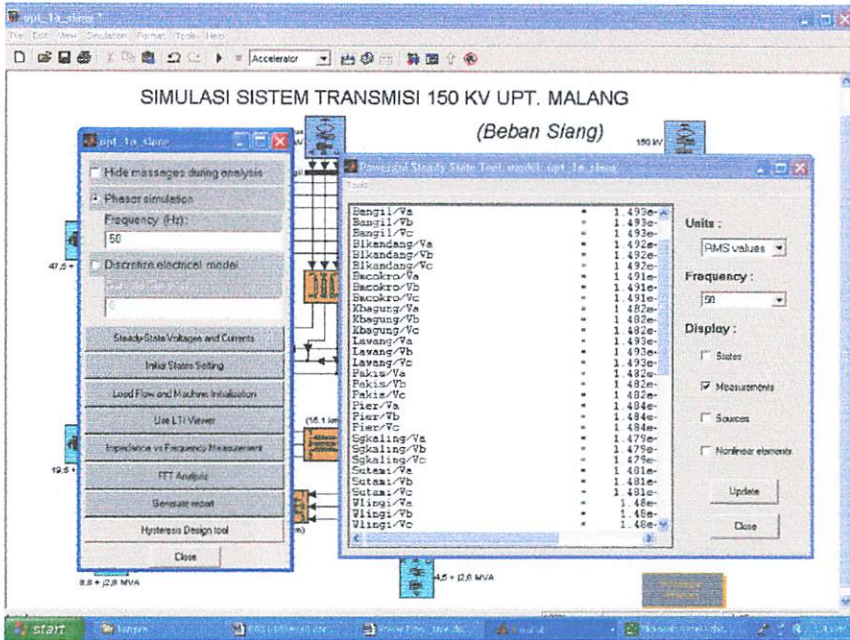 upt_1a_siang *
File Edit View Simulation Format Tools Help
Accelerator
SIMULASI SISTEM TRANSMISI 150 KV UPT. MALANG
(Beban Siang)
150 kV
upt_1a_siang
Hide massages during analysis
Phasor simulation
Frequency (Hz):
50
Discretize electrical model
0
Steady-State Voltages and Currents
Initial States Setting
Load Flow and Machine Initialization
Use LTI Viewer
Impedance vs Frequency Measurement
FFT Analysis
Generate report
Hysteresis Design tool
Close
47,6 +
19,6 +
(16,1 km
8,8 + j2,8 MVA
4,5 + j2,8 MVA
Powergui Steady State Tool. model: upt_1a_siang
Tools
Bangil/Va = 1.493e-
Bangil/Vb = 1.493e-
Bangil/Vc = 1.493e-
Blkandang/Va = 1.492e-
Blkandang/Vb = 1.492e-
Blkandang/Vc = 1.492e-
Bmcokro/Va = 1.491e-
Bmcokro/Vb = 1.491e-
Bmcokro/Vc = 1.491e-
Kbagung/Va = 1.482e-
Kbagung/Vb = 1.482e-
Kbagung/Vc = 1.482e-
Lawang/Va = 1.493e-
Lawang/Vb = 1.493e-
Lawang/Vc = 1.493e-
Pakis/Va = 1.482e-
Pakis/Vb = 1.482e-
Pakis/Vc = 1.482e-
Pier/Va = 1.484e-
Pier/Vb = 1.484e-
Pier/Vc = 1.484e-
Sgkaling/Va = 1.479e-
Sgkaling/Vb = 1.479e-
Sgkaling/Vc = 1.479e-
Sutami/Va = 1.481e-
Sutami/Vb = 1.481e-
Sutami/Vc = 1.481e-
Wlingi/Va = 1.48e-
Wlingi/Vb = 1.48e-
Wlingi/Vc = 1.48e-
Units :
RMS values
Frequency :
50
Display :
States
Measurements
Sources
Nonlinear elements
Update
Close
start